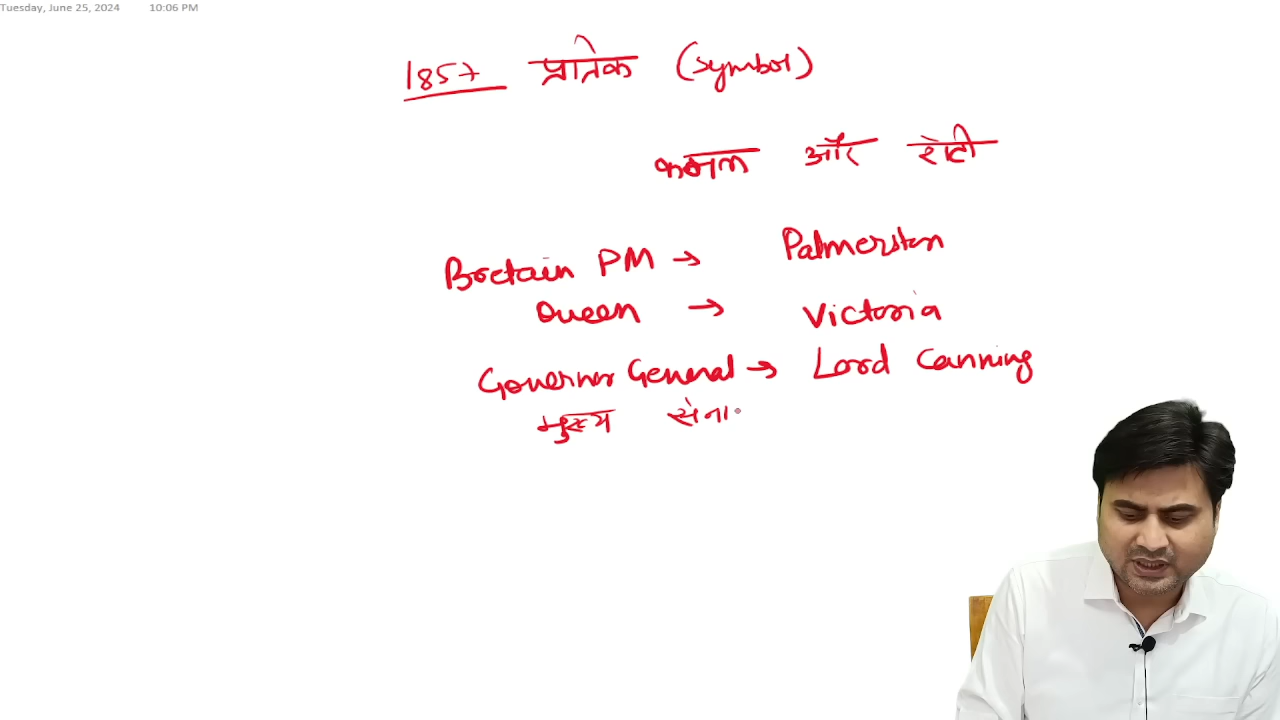 Tuesday, June 25, 2024 10:06 PM
1857 प्रतिक (Symbol)
कमल और रोटी
Bretain PM → Palmerston
Queen → Victoria
Governor General → Lord Canning
मुख्य सेना